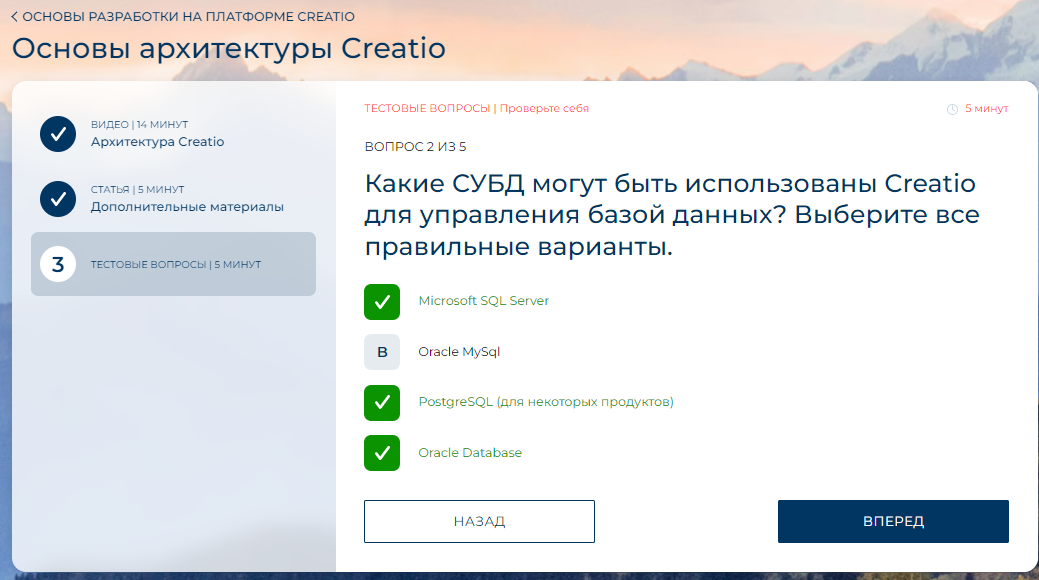 ОСНОВЫ РАЗРАБОТКИ НА ПЛАТФОРМЕ CREATIO
Основы архитектуры Creatio
ВИДЕО | 14 МИНУТ
Архитектура Creatio
СТАТЬЯ | 5 МИНУТ
Дополнительные материалы
3
ТЕСТОВЫЕ ВОПРОСЫ | 5 МИНУТ
ТЕСТОВЫЕ ВОПРОСЫ | Проверьте себя
5 минут
ВОПРОС 2 ИЗ 5
Какие СУБД могут быть использованы Creatio
для управления базой данных? Выберите все
правильные варианты.
Microsoft SQL Server
B Oracle MySql
PostgreSQL (для некоторых продуктов)
Oracle Database
НАЗАД
ВПЕРЕД